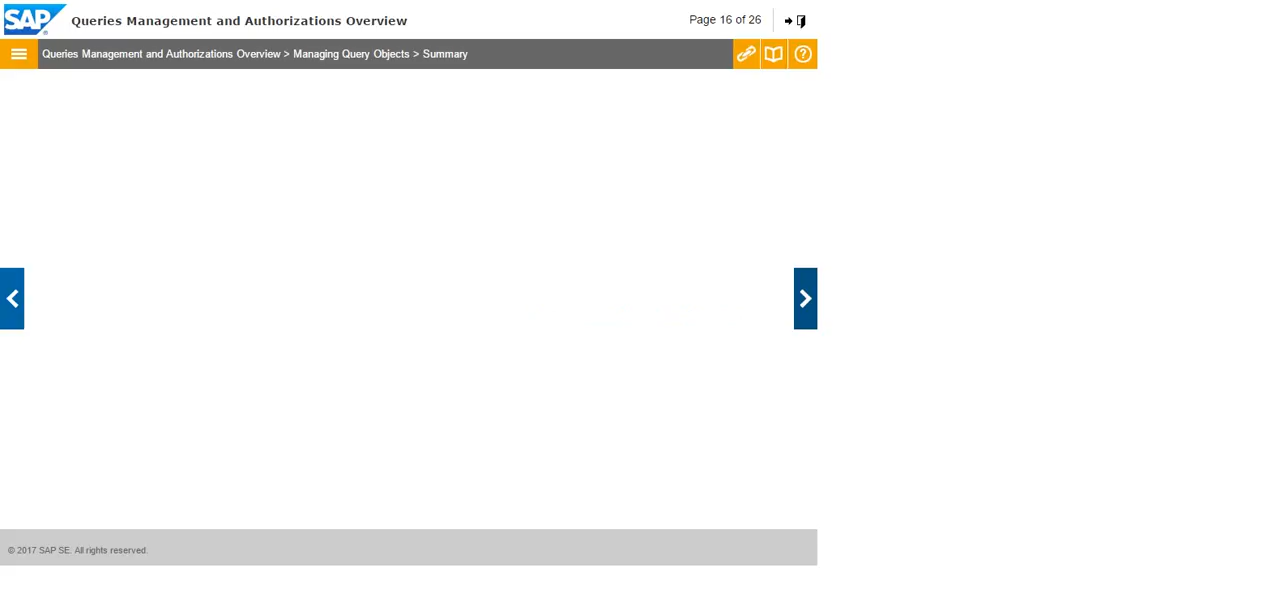 SAP ®
Queries Management and Authorizations Overview
Page 16 of 26
Queries Management and Authorizations Overview > Managing Query Objects > Summary
© 2017 SAP SE. All rights reserved.